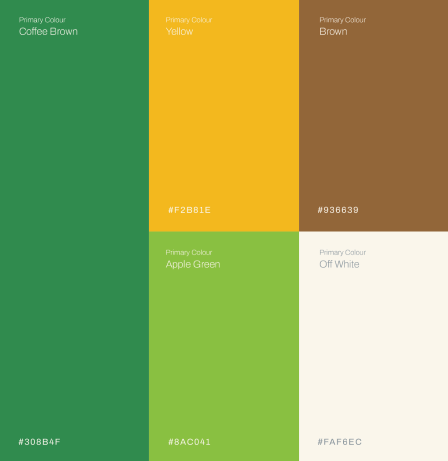 Primary Colour
Coffee Brown
#308B4F
Primary Colour
Yellow
#F2B81E
Primary Colour
Brown
#936639
Primary Colour
Apple Green
#8AC041
Primary Colour
Off White
#FAF6EC